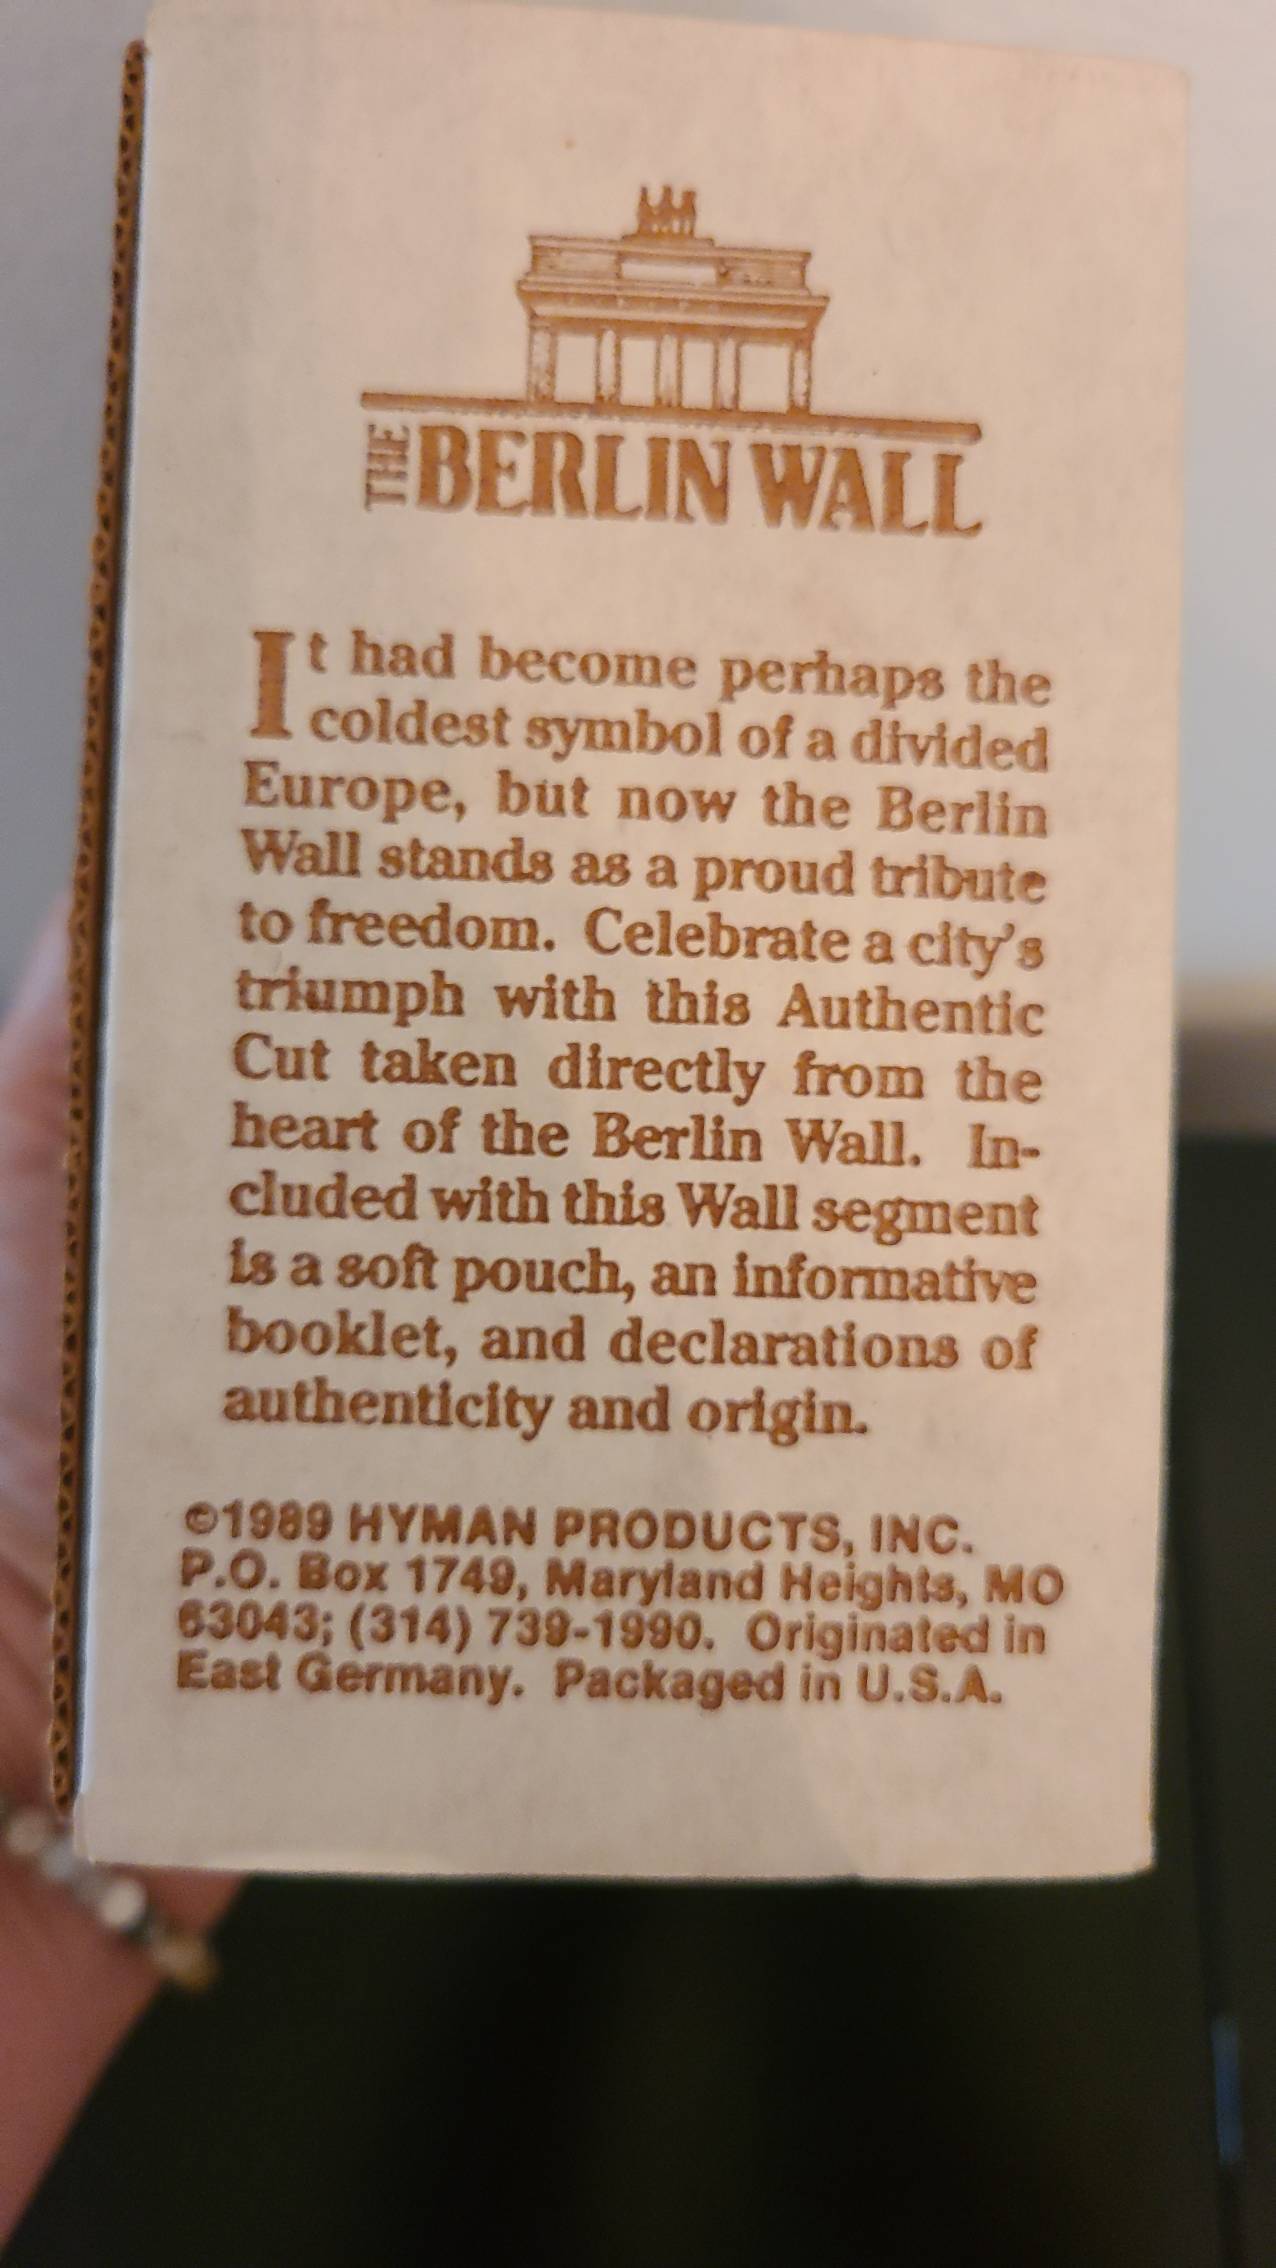 THE BERLIN WALL
It had become perhaps the
coldest symbol of a divided
Europe, but now the Berlin
Wall stands as a proud tribute
to freedom. Celebrate a city's
triumph with this Authentic
Cut taken directly from the
heart of the Berlin Wall. In-
cluded with this Wall segment
is a soft pouch, an informative
booklet, and declarations of
authenticity and origin.
©1989 HYMAN PRODUCTS, INC.
P.O. Box 1749, Maryland Heights, MO
63043; (314) 739-1990. Originated in
East Germany. Packaged in U.S.A.